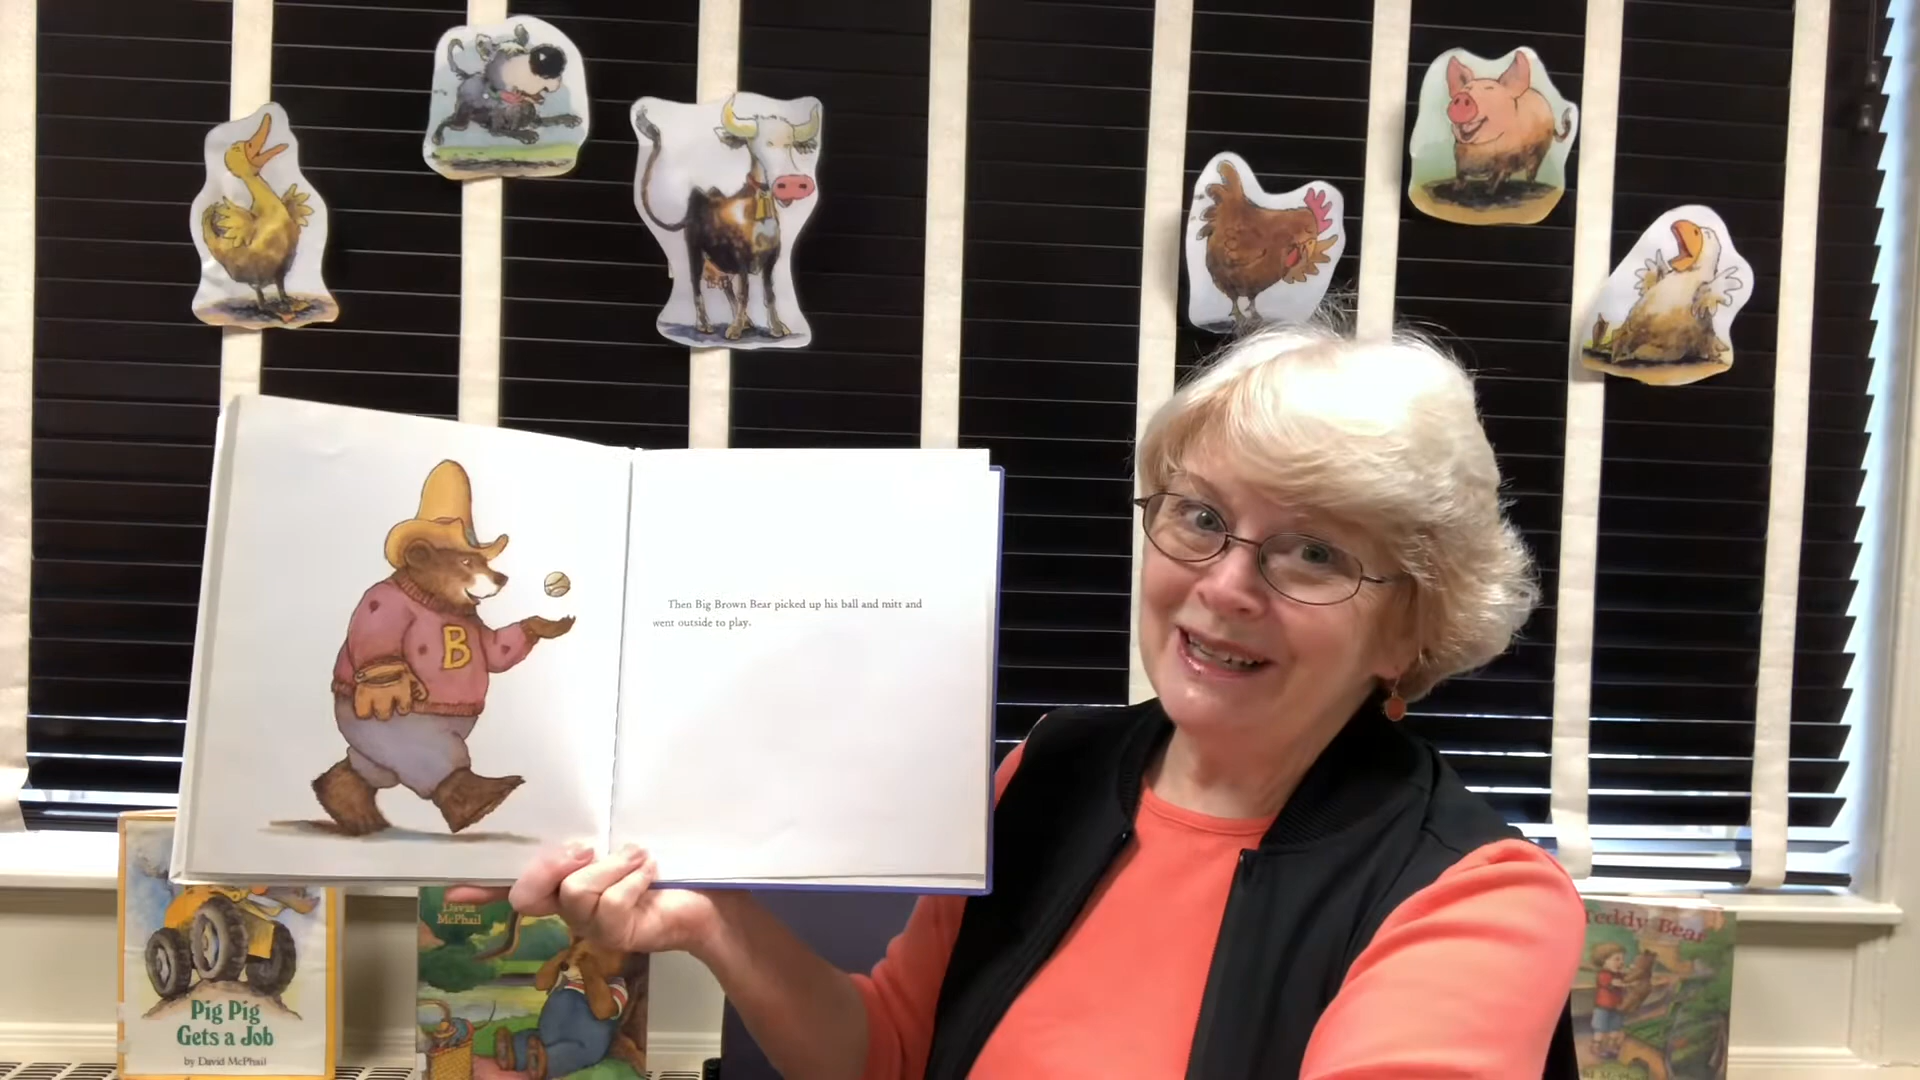 B
Then Big Brown Bear picked up his ball and mitt and
went outside to play.
Pig Pig
Gets a Job
by David McPhail
David
McPhail
Teddy Bear